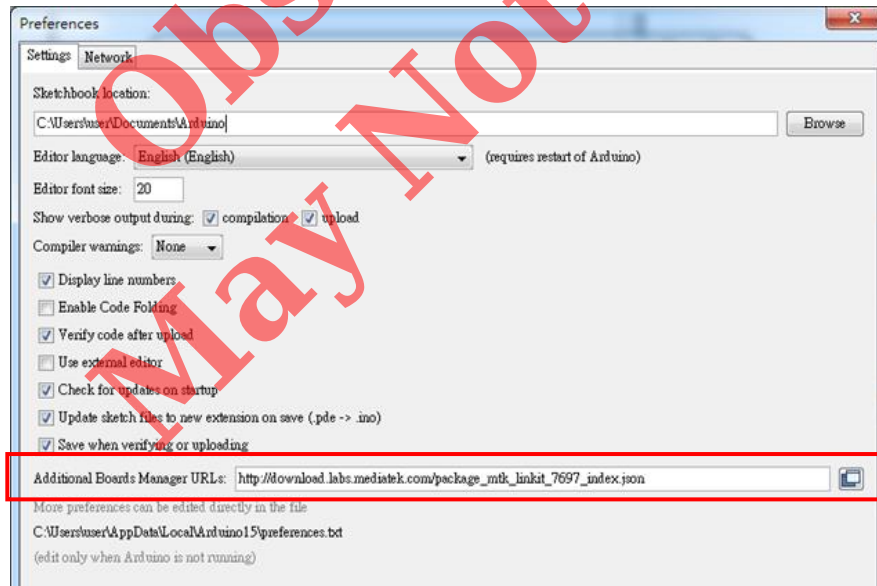 Preferences
Settings Network
Sketchbook location:
C:\Users\user\Documents\Arduino Browse
Editor language: English (English) (requires restart of Arduino)
Editor font size: 20
Show verbose output during: compilation upload
Compiler warnings: None
Display line numbers
Enable Code Folding
Verify code after upload
Use external editor
Check for updates on startup
Update sketch files to new extension on save (.pde -> .ino)
Save when verifying or uploading
Additional Boards Manager URLs: http://download.labs.mediatek.com/package_mtk_linkit_7697_index.json
More preferences can be edited directly in the file
C:\Users\user\AppData\Local\Arduino15\preferences.txt
(edit only when Arduino is not running)
May Not